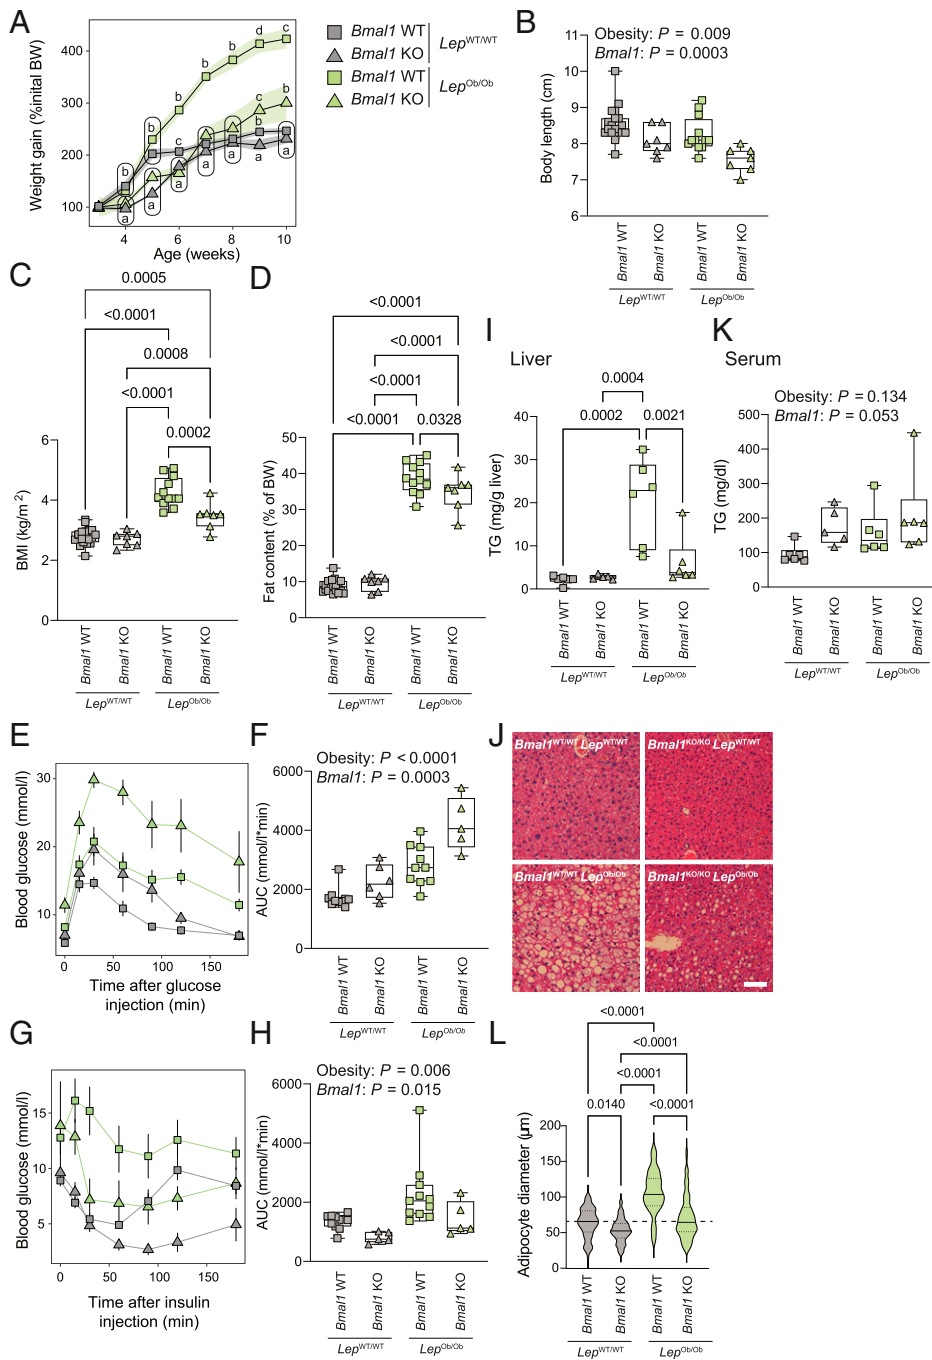 A
Bmal1 WT
Bmal1 KO
Lep^WT/WT
Bmal1 WT
Bmal1 KO
Lep^Ob/Ob
Weight gain (%inital BW)
400
300
200
100
4
6
8
10
Age (weeks)
b
b
b
b
d
c
b
c
b
b
c
b
a
a
a
a
a
a
B
Obesity: P = 0.009
Bmal1: P = 0.0003
Body length (cm)
11
10
9
8
7
6
Bmal1 WT
Bmal1 KO
Bmal1 WT
Bmal1 KO
Lep^WT/WT
Lep^Ob/Ob
C
0.0005
<0.0001
0.0008
<0.0001
0.0002
BMI (kg/m²)
6
4
2
0
Bmal1 WT
Bmal1 KO
Bmal1 WT
Bmal1 KO
Lep^WT/WT
Lep^Ob/Ob
D
<0.0001
<0.0001
<0.0001
<0.0001
0.0328
Fat content (% of BW)
50
40
30
20
10
0
Bmal1 WT
Bmal1 KO
Bmal1 WT
Bmal1 KO
Lep^WT/WT
Lep^Ob/Ob
I
Liver
0.0004
0.0002
0.0021
TG (mg/g liver)
40
30
20
10
0
Bmal1 WT
Bmal1 KO
Bmal1 WT
Bmal1 KO
Lep^WT/WT
Lep^Ob/Ob
K
Serum
Obesity: P = 0.134
Bmal1: P = 0.053
TG (mg/dl)
500
400
300
200
100
0
Bmal1 WT
Bmal1 KO
Bmal1 WT
Bmal1 KO
Lep^WT/WT
Lep^Ob/Ob
E
Blood glucose (mmol/l)
30
20
10
0
50
100
150
Time after glucose
injection (min)
F
Obesity: P <0.0001
Bmal1: P = 0.0003
AUC (mmol/l*min)
6000
4000
2000
0
Bmal1 WT
Bmal1 KO
Bmal1 WT
Bmal1 KO
Lep^WT/WT
Lep^Ob/Ob
J
Bmal1^WT/WT Lep^WT/WT
Bmal1^KO/KO Lep^WT/WT
Bmal1^WT/WT Lep^Ob/Ob
Bmal1^KO/KO Lep^Ob/Ob
G
Blood glucose (mmol/l)
15
10
5
0
50
100
150
Time after insulin
injection (min)
H
Obesity: P = 0.006
Bmal1: P = 0.015
AUC (mmol/l*min)
6000
4000
2000
0
Bmal1 WT
Bmal1 KO
Bmal1 WT
Bmal1 KO
Lep^WT/WT
Lep^Ob/Ob
L
<0.0001
<0.0001
<0.0001
0.0140
<0.0001
Adipocyte diameter (µm)
200
150
100
50
0
Bmal1 WT
Bmal1 KO
Bmal1 WT
Bmal1 KO
Lep^WT/WT
Lep^Ob/Ob